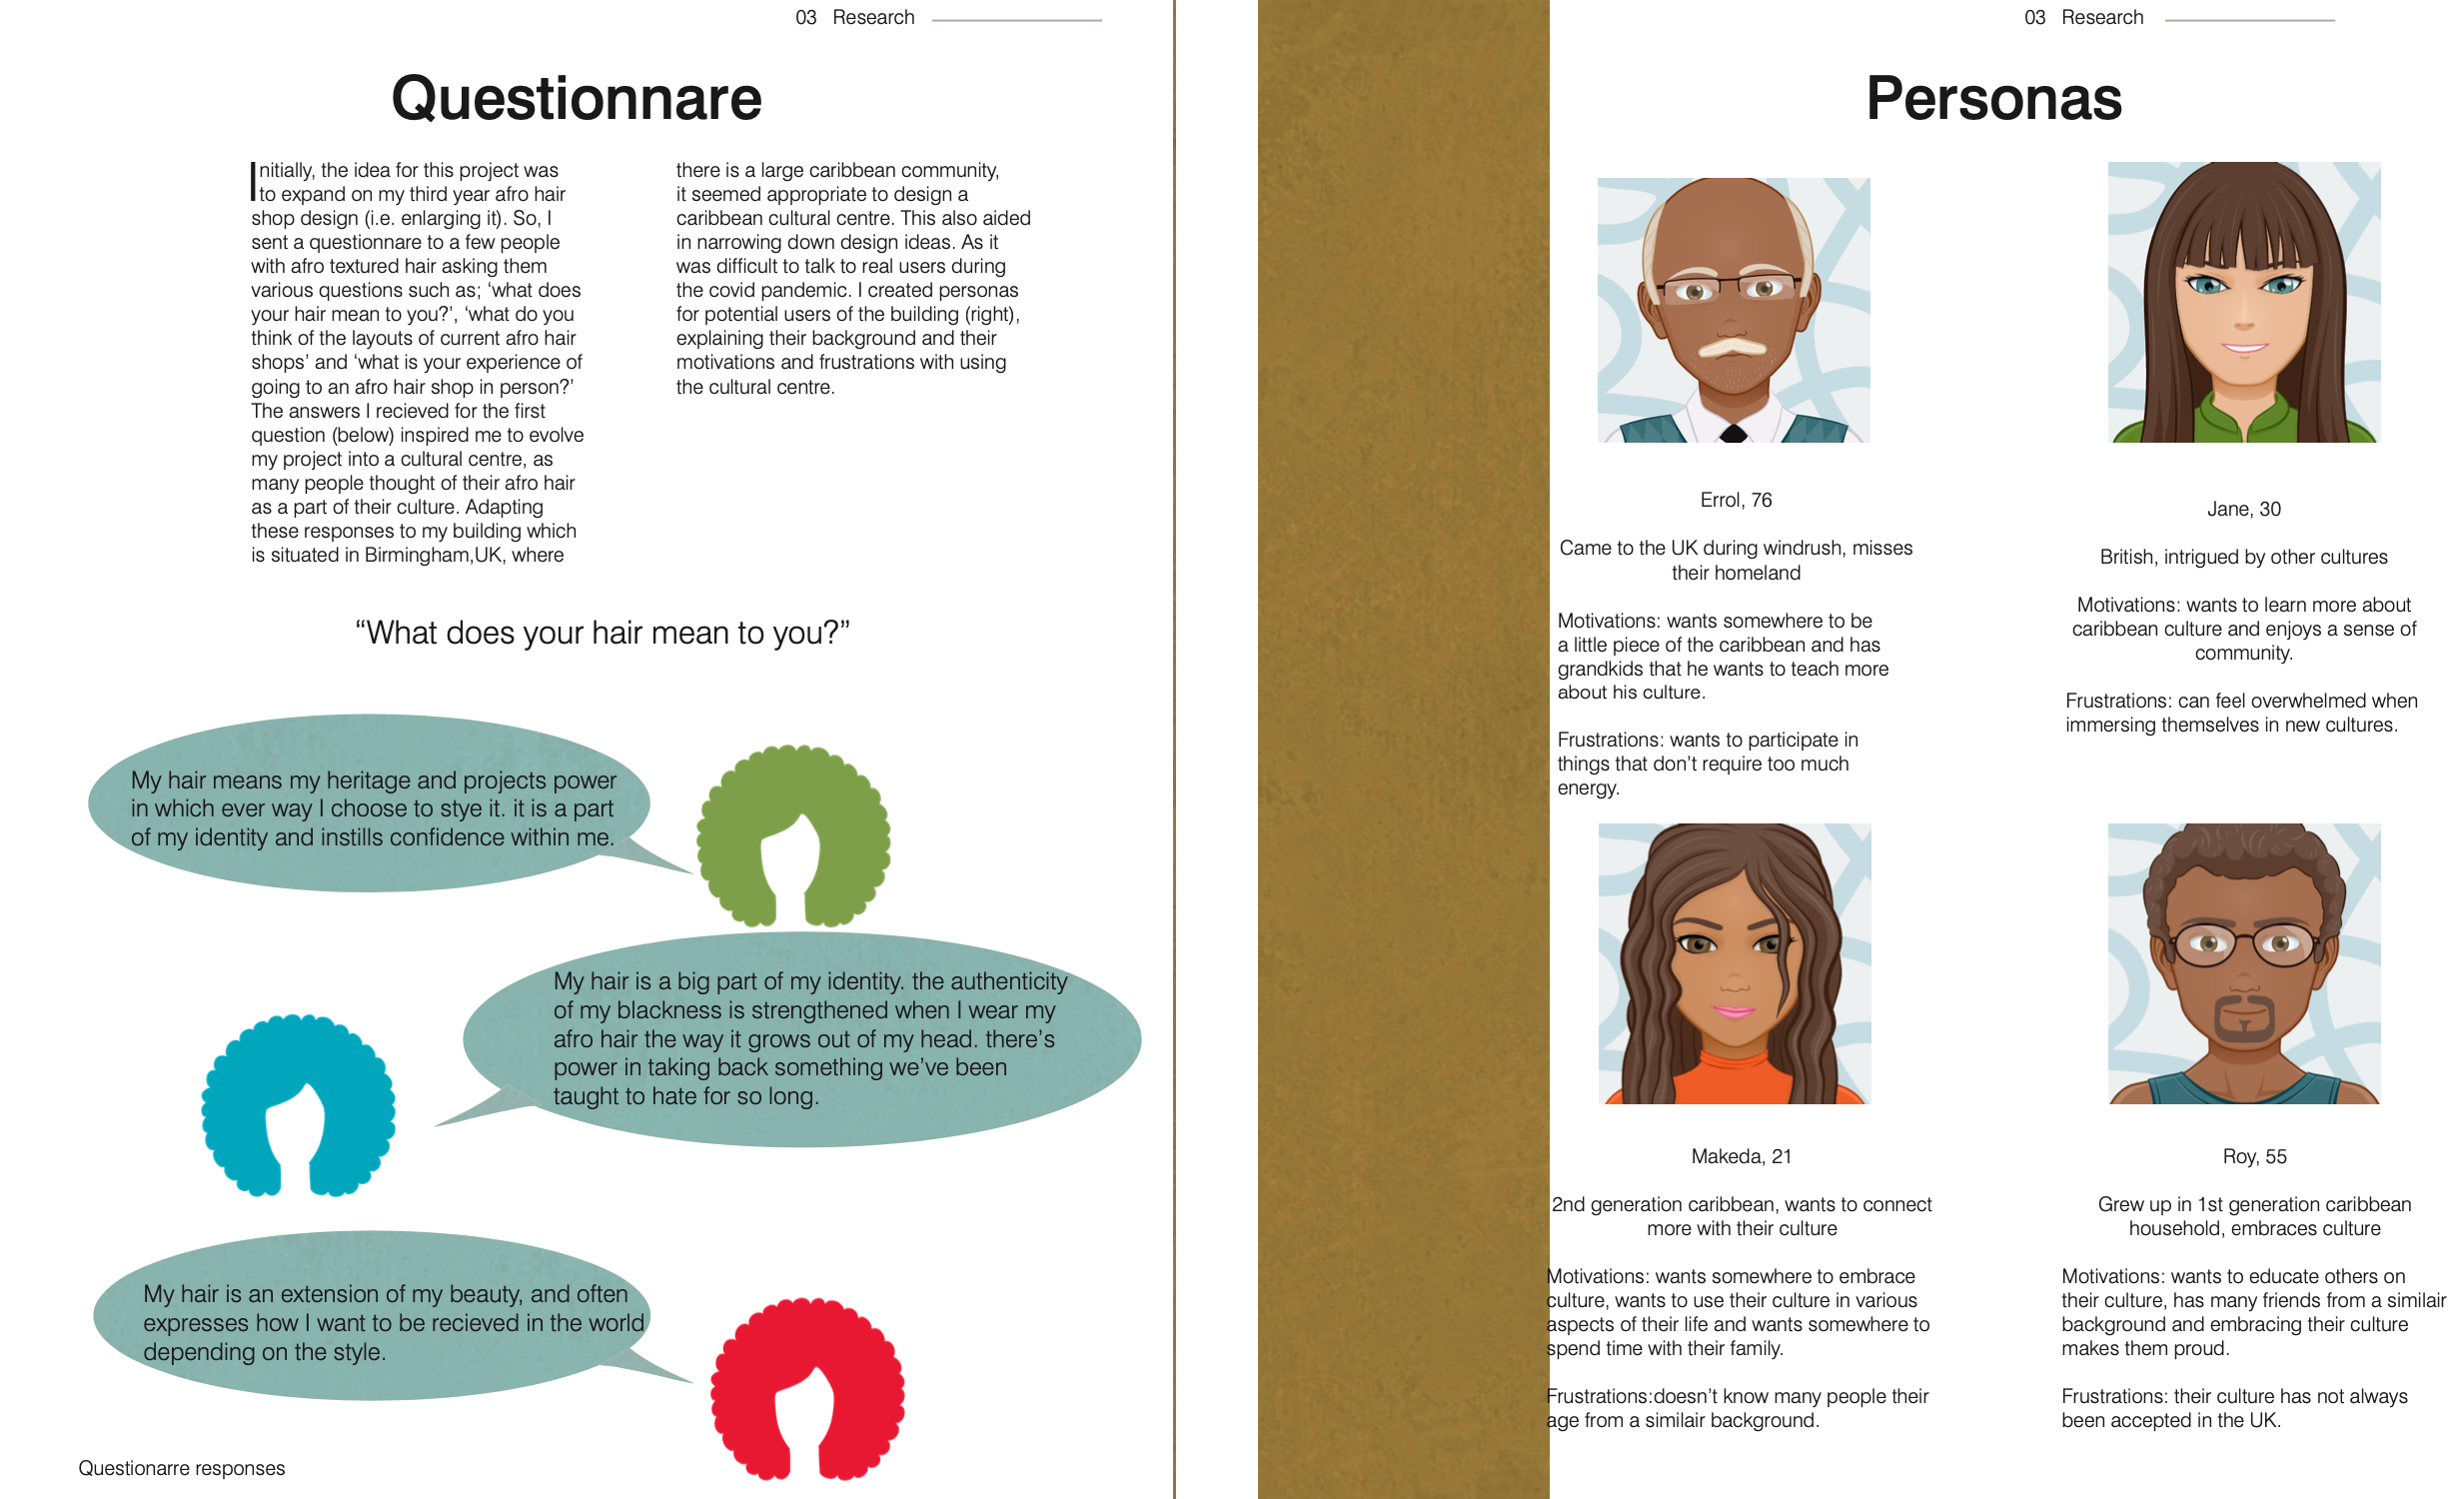 03 Research
Questionnare
Initially, the idea for this project was
to expand on my third year afro hair
shop design (i.e. enlarging it). So, I
sent a questionnare to a few people
with afro textured hair asking them
various questions such as; ‘what does
your hair mean to you?’, ‘what do you
think of the layouts of current afro hair
shops’ and ‘what is your experience of
going to an afro hair shop in person?’
The answers I recieved for the first
question (below) inspired me to evolve
my project into a cultural centre, as
many people thought of their afro hair
as a part of their culture. Adapting
these responses to my building which
is situated in Birmingham,UK, where
there is a large caribbean community,
it seemed appropriate to design a
caribbean cultural centre. This also aided
in narrowing down design ideas. As it
was difficult to talk to real users during
the covid pandemic. I created personas
for potential users of the building (right),
explaining their background and their
motivations and frustrations with using
the cultural centre.
“What does your hair mean to you?”
My hair means my heritage and projects power
in which ever way I choose to stye it. it is a part
of my identity and instills confidence within me.
My hair is a big part of my identity. the authenticity
of my blackness is strengthened when I wear my
afro hair the way it grows out of my head. there’s
power in taking back something we’ve been
taught to hate for so long.
My hair is an extension of my beauty, and often
expresses how I want to be recieved in the world
depending on the style.
Questionarre responses
03 Research
Personas
Errol, 76
Came to the UK during windrush, misses
their homeland
Motivations: wants somewhere to be
a little piece of the caribbean and has
grandkids that he wants to teach more
about his culture.
Frustrations: wants to participate in
things that don’t require too much
energy.
Jane, 30
British, intrigued by other cultures
Motivations: wants to learn more about
caribbean culture and enjoys a sense of
community.
Frustrations: can feel overwhelmed when
immersing themselves in new cultures.
Makeda, 21
2nd generation caribbean, wants to connect
more with their culture
Motivations: wants somewhere to embrace
culture, wants to use their culture in various
aspects of their life and wants somewhere to
spend time with their family.
Frustrations:doesn’t know many people their
age from a similair background.
Roy, 55
Grew up in 1st generation caribbean
household, embraces culture
Motivations: wants to educate others on
their culture, has many friends from a similair
background and embracing their culture
makes them proud.
Frustrations: their culture has not always
been accepted in the UK.